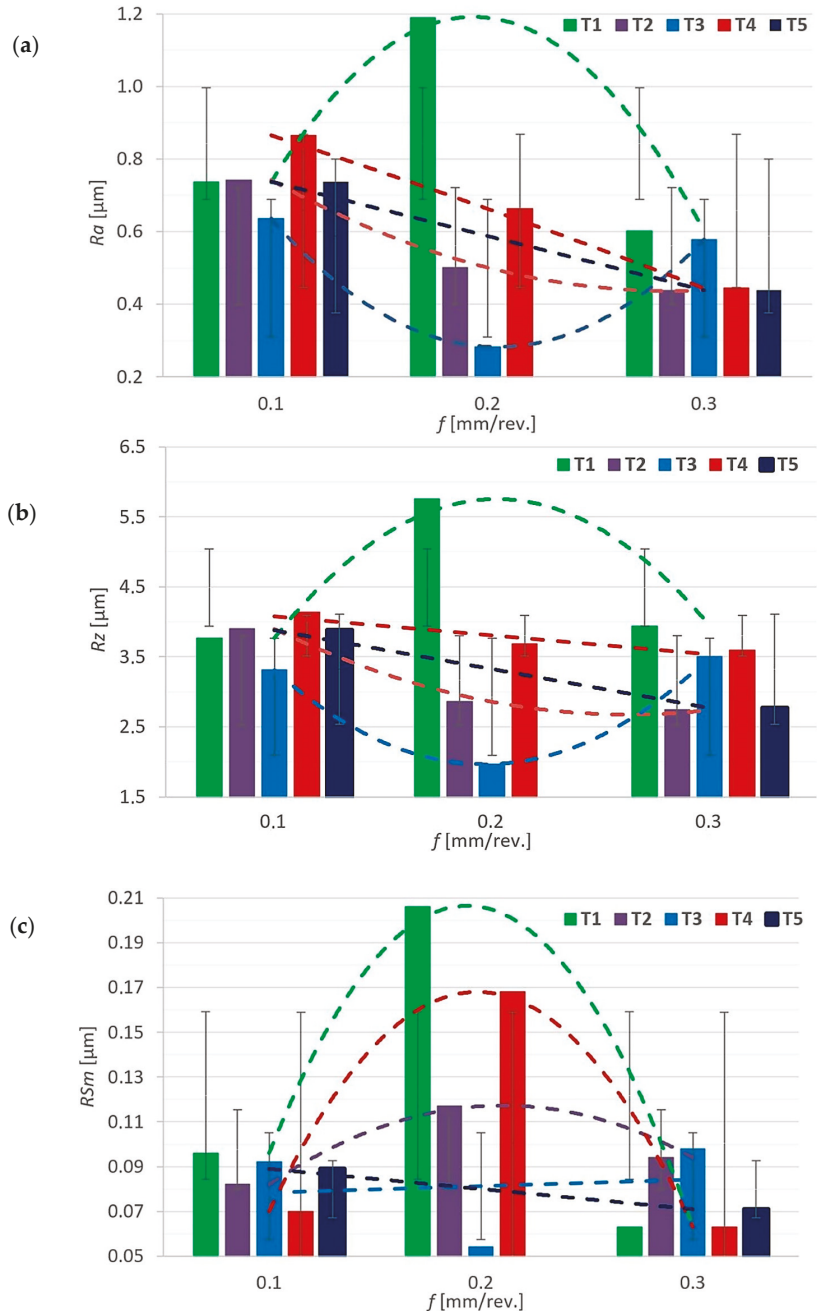 (a)
T1 T2 T3 T4 T5
1.2
1.0
0.8
0.6
0.4
0.2
Ra [µm]
0.1 0.2 0.3
f [mm/rev.]
(b)
T1 T2 T3 T4 T5
6.5
5.5
4.5
3.5
2.5
1.5
Rz [µm]
0.1 0.2 0.3
f [mm/rev.]
(c)
T1 T2 T3 T4 T5
0.21
0.19
0.17
0.15
0.13
0.11
0.09
0.07
0.05
RSm [µm]
0.1 0.2 0.3
f [mm/rev.]